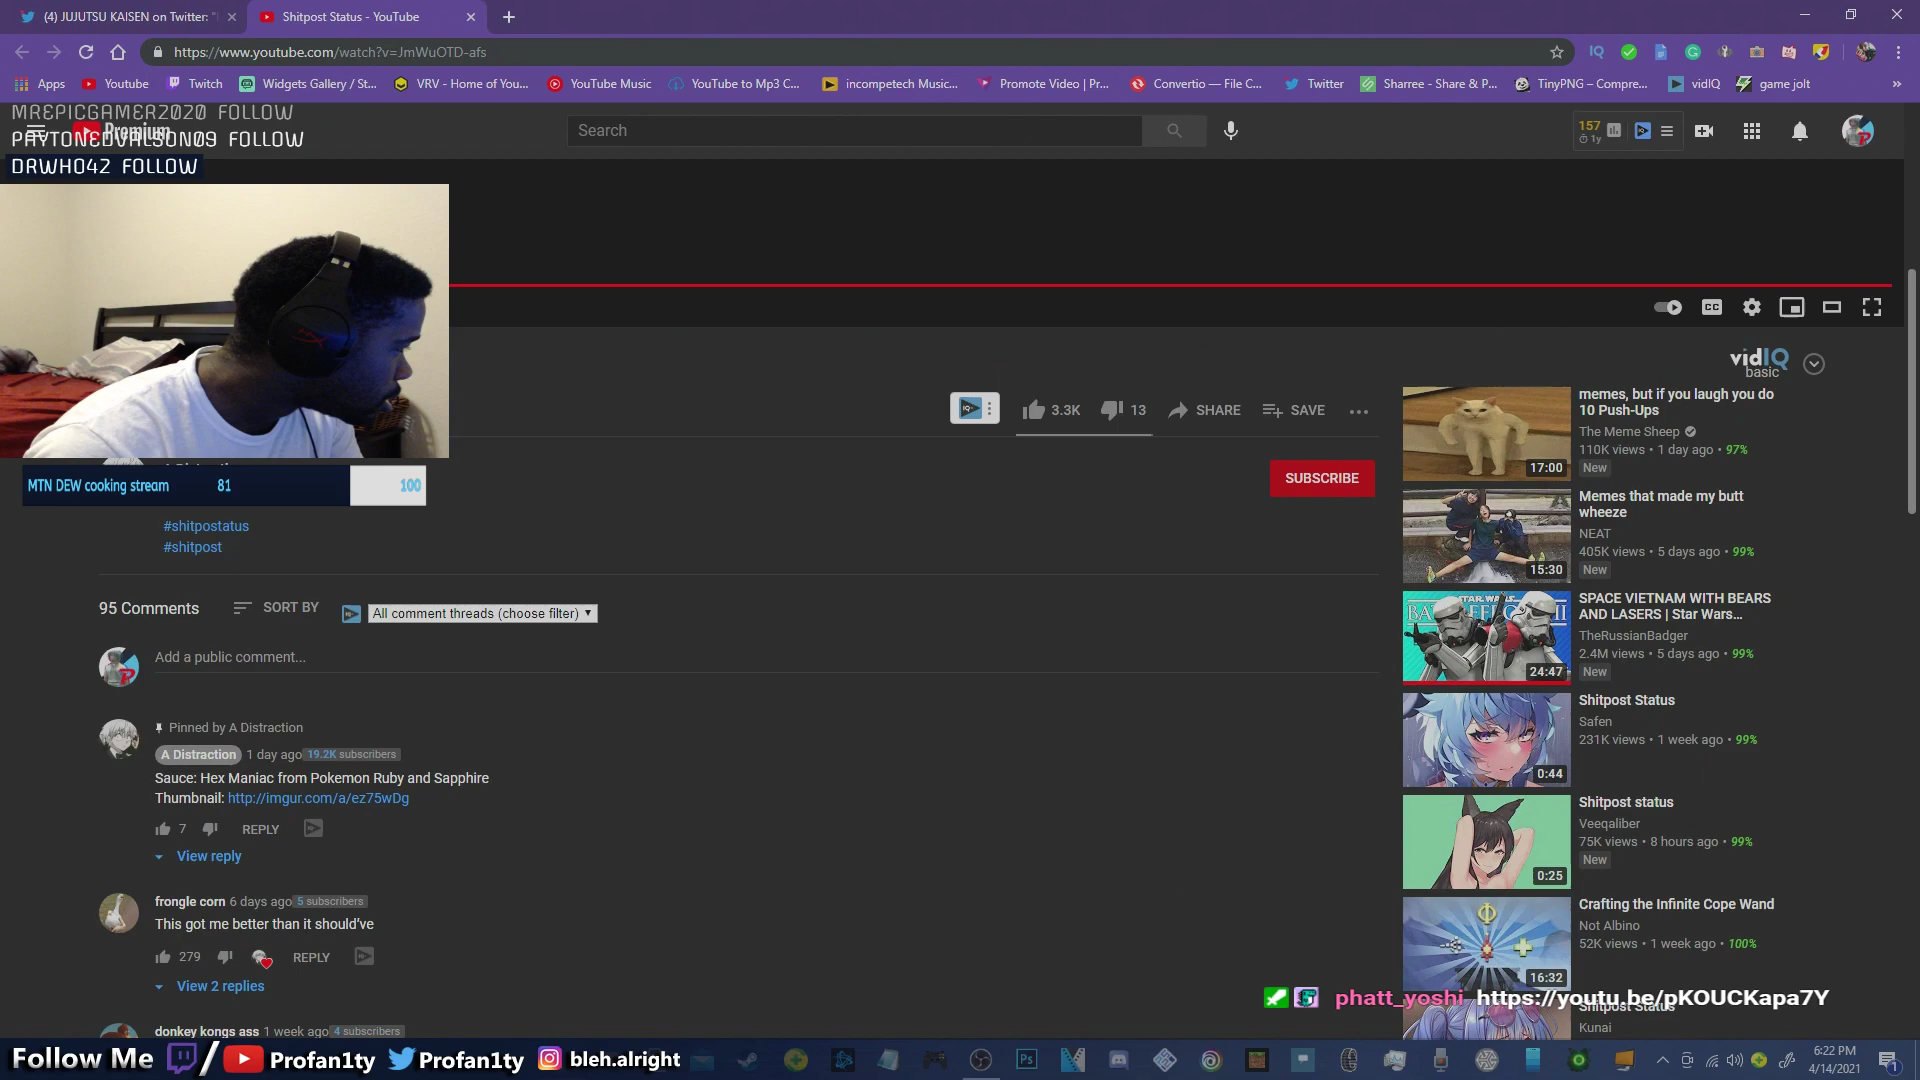 (4) JUJUTSU KAISEN on Twitter: "
Shitpost Status - YouTube
https://www.youtube.com/watch?v=JmWuOTD-afs
Apps
Youtube
Twitch
Widgets Gallery / St...
VRV - Home of You...
YouTube Music
YouTube to Mp3 C...
incompetech Music...
Promote Video | Pr...
Convertio — File C...
Twitter
Sharree - Share & P...
TinyPNG – Compre...
vidIQ
game jolt
MREPICGAMER2020 FOLLOW
Premium
PAYTONEDVALSON09 FOLLOW
DRWHO42 FOLLOW
Search
157
1y
vidIQ
basic
3.3K
13
SHARE
SAVE
SUBSCRIBE
MTN DEW cooking stream 81 100
#shitpostatus
#shitpost
95 Comments
SORT BY
All comment threads (choose filter)
Add a public comment...
Pinned by A Distraction
A Distraction 1 day ago 19.2K subscribers
Sauce: Hex Maniac from Pokemon Ruby and Sapphire
Thumbnail: http://imgur.com/a/ez75wDg
7 REPLY
View reply
frongle corn 6 days ago 5 subscribers
This got me better than it should've
279 REPLY
View 2 replies
donkey kongs ass 1 week ago 4 subscribers
memes, but if you laugh you do
10 Push-Ups
The Meme Sheep
110K views • 1 day ago • 97%
New
17:00
Memes that made my butt
wheeze
NEAT
405K views • 5 days ago • 99%
New
15:30
SPACE VIETNAM WITH BEARS
AND LASERS | Star Wars...
TheRussianBadger
2.4M views • 5 days ago • 99%
New
STAR WARS
24:47
Shitpost Status
Safen
231K views • 1 week ago • 99%
0:44
Shitpost status
Veeqaliber
75K views • 8 hours ago • 99%
New
0:25
Crafting the Infinite Cope Wand
Not Albino
52K views • 1 week ago • 100%
16:32
phatt_yoshi https://youtu.be/pKOUCKapa7Y
Shitpost Status
Kunai
Follow Me / Profan1ty Profan1ty bleh.alright
6:22 PM
4/14/2021